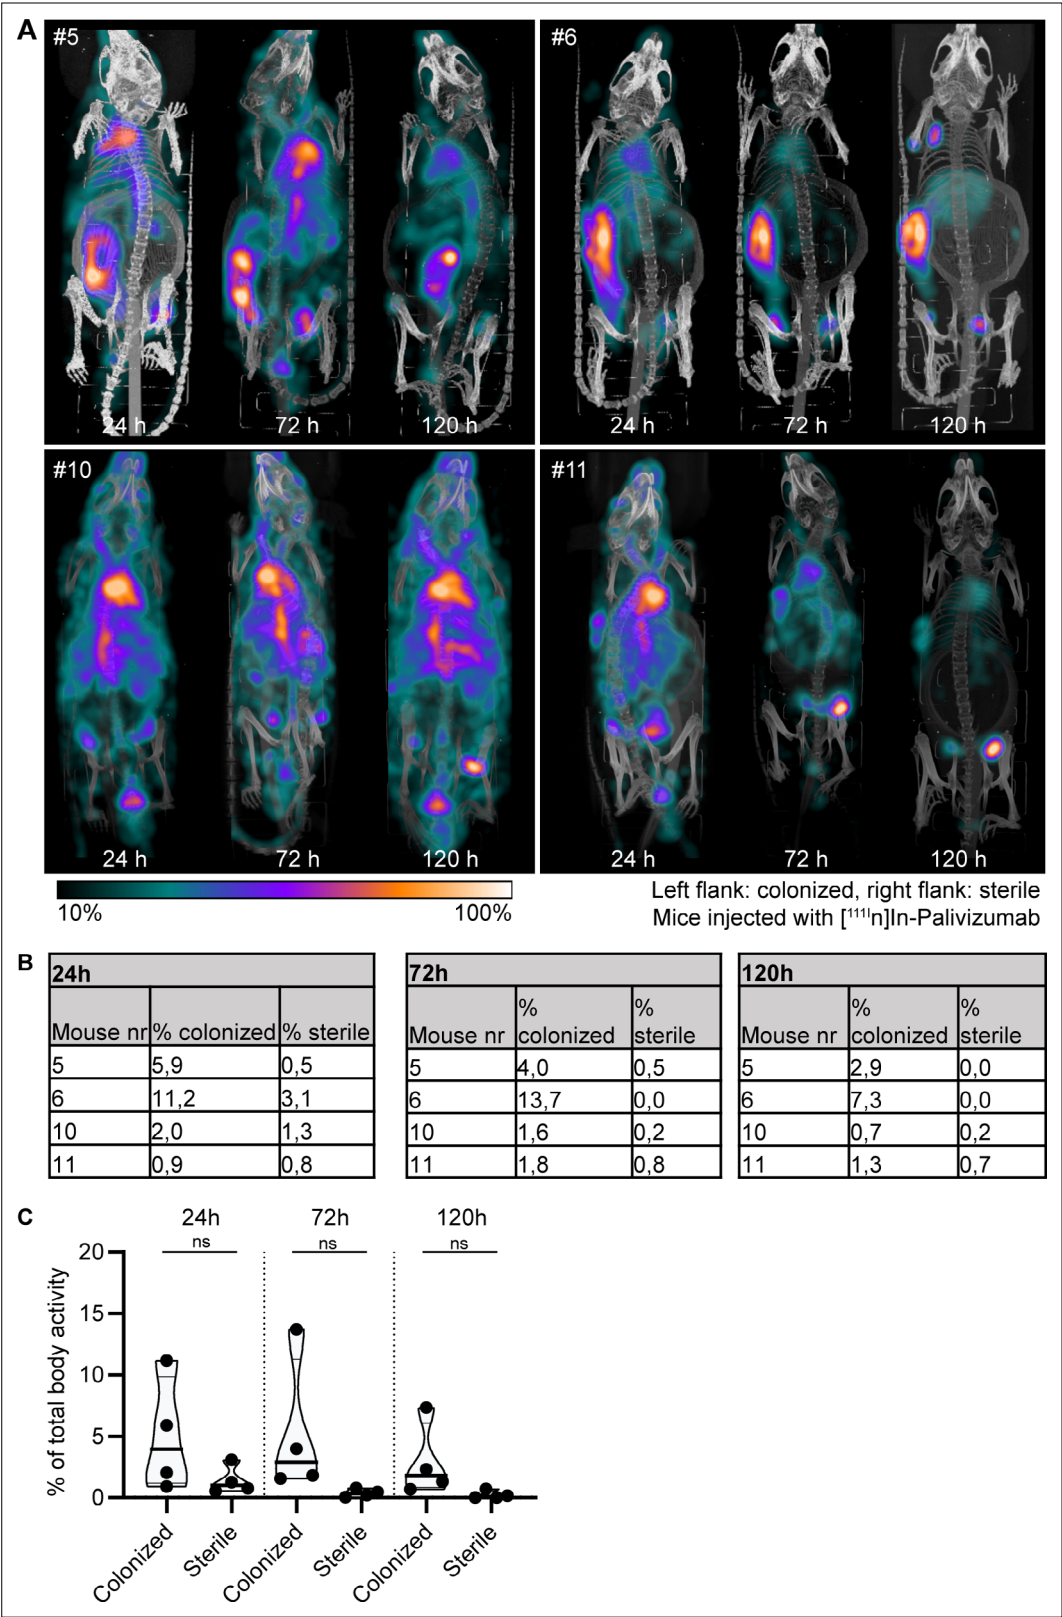 A
#5
24 h
72 h
120 h
#6
24 h
72 h
120 h
#10
24 h
72 h
120 h
#11
24 h
72 h
120 h
10%
100%
Left flank: colonized, right flank: sterile
Mice injected with [¹¹¹ᴵn]In-Palivizumab
B
24h
Mouse nr % colonized % sterile
5 5,9 0,5
6 11,2 3,1
10 2,0 1,3
11 0,9 0,8
72h
Mouse nr % colonized % sterile
5 4,0 0,5
6 13,7 0,0
10 1,6 0,2
11 1,8 0,8
120h
Mouse nr % colonized % sterile
5 2,9 0,0
6 7,3 0,0
10 0,7 0,2
11 1,3 0,7
C
24h 72h 120h
ns ns ns
% of total body activity
20
15
10
5
0
Colonized Sterile Colonized Sterile Colonized Sterile